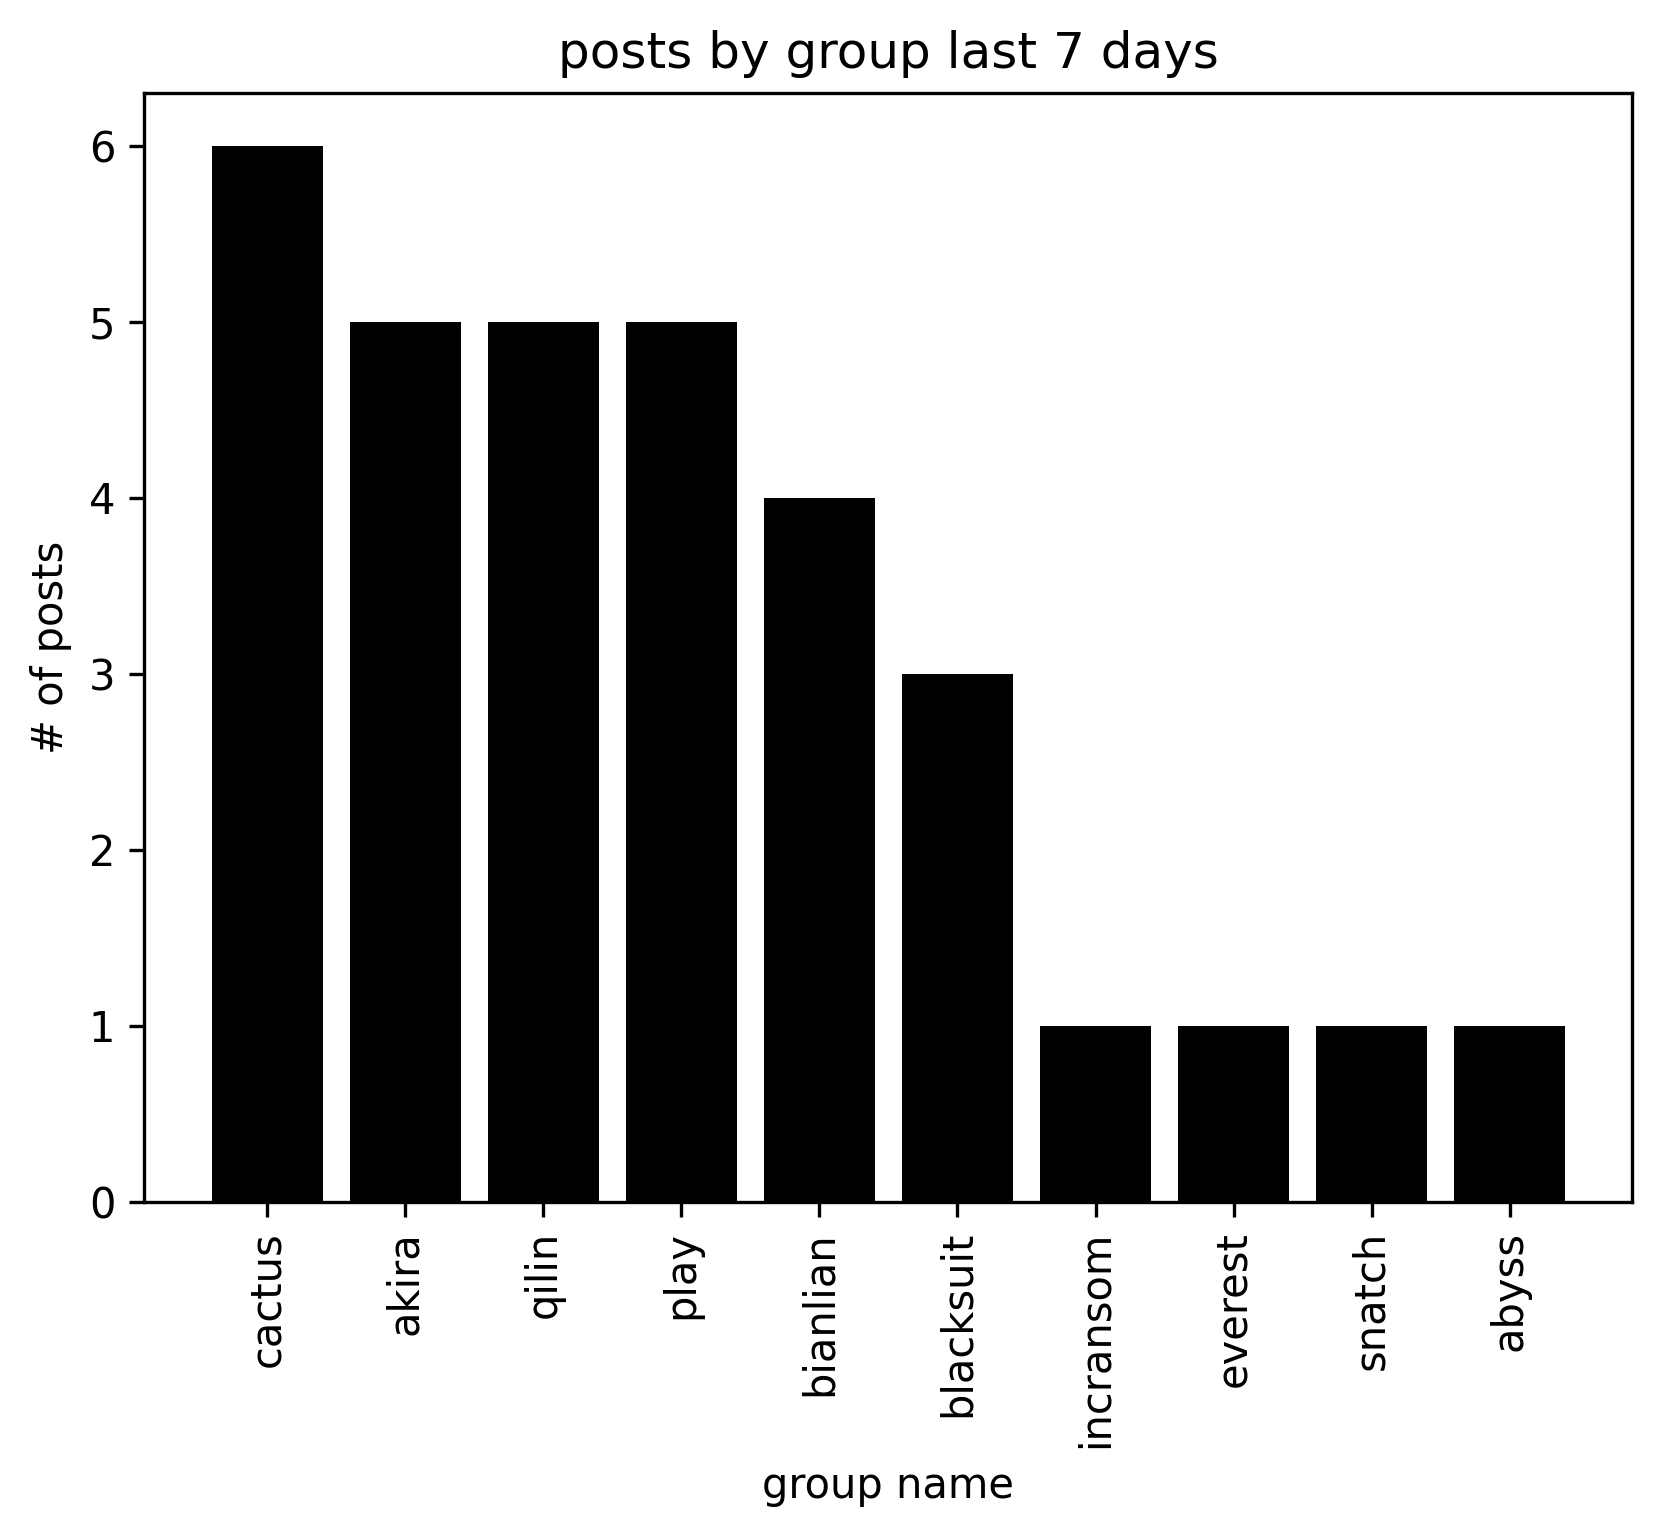 posts by group last 7 days
# of posts
6
5
4
3
2
1
0
cactus
akira
qilin
play
bianlian
blacksuit
incransom
everest
snatch
abyss
group name